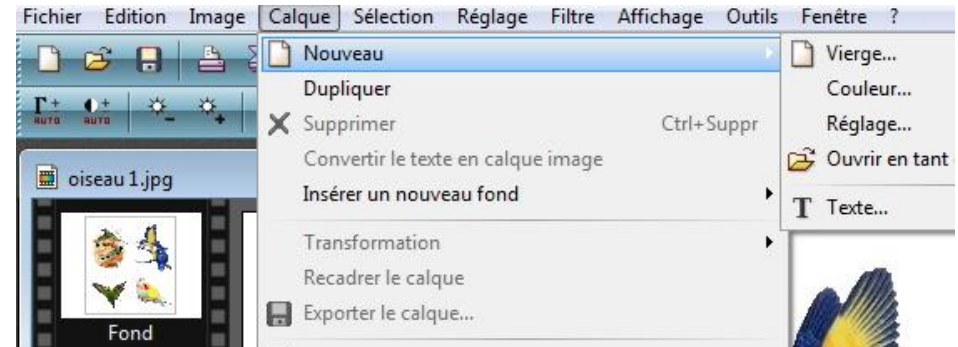 Fichier Edition Image Calque Sélection Réglage Filtre Affichage Outils Fenêtre ?
Nouveau
Dupliquer
Supprimer Ctrl+Suppr
Convertir le texte en calque image
Insérer un nouveau fond
Transformation
Recadrer le calque
Exporter le calque...
Vierge...
Couleur...
Réglage...
Ouvrir en tant
T Texte...
AUTO AUTO
oiseau 1.jpg
Fond